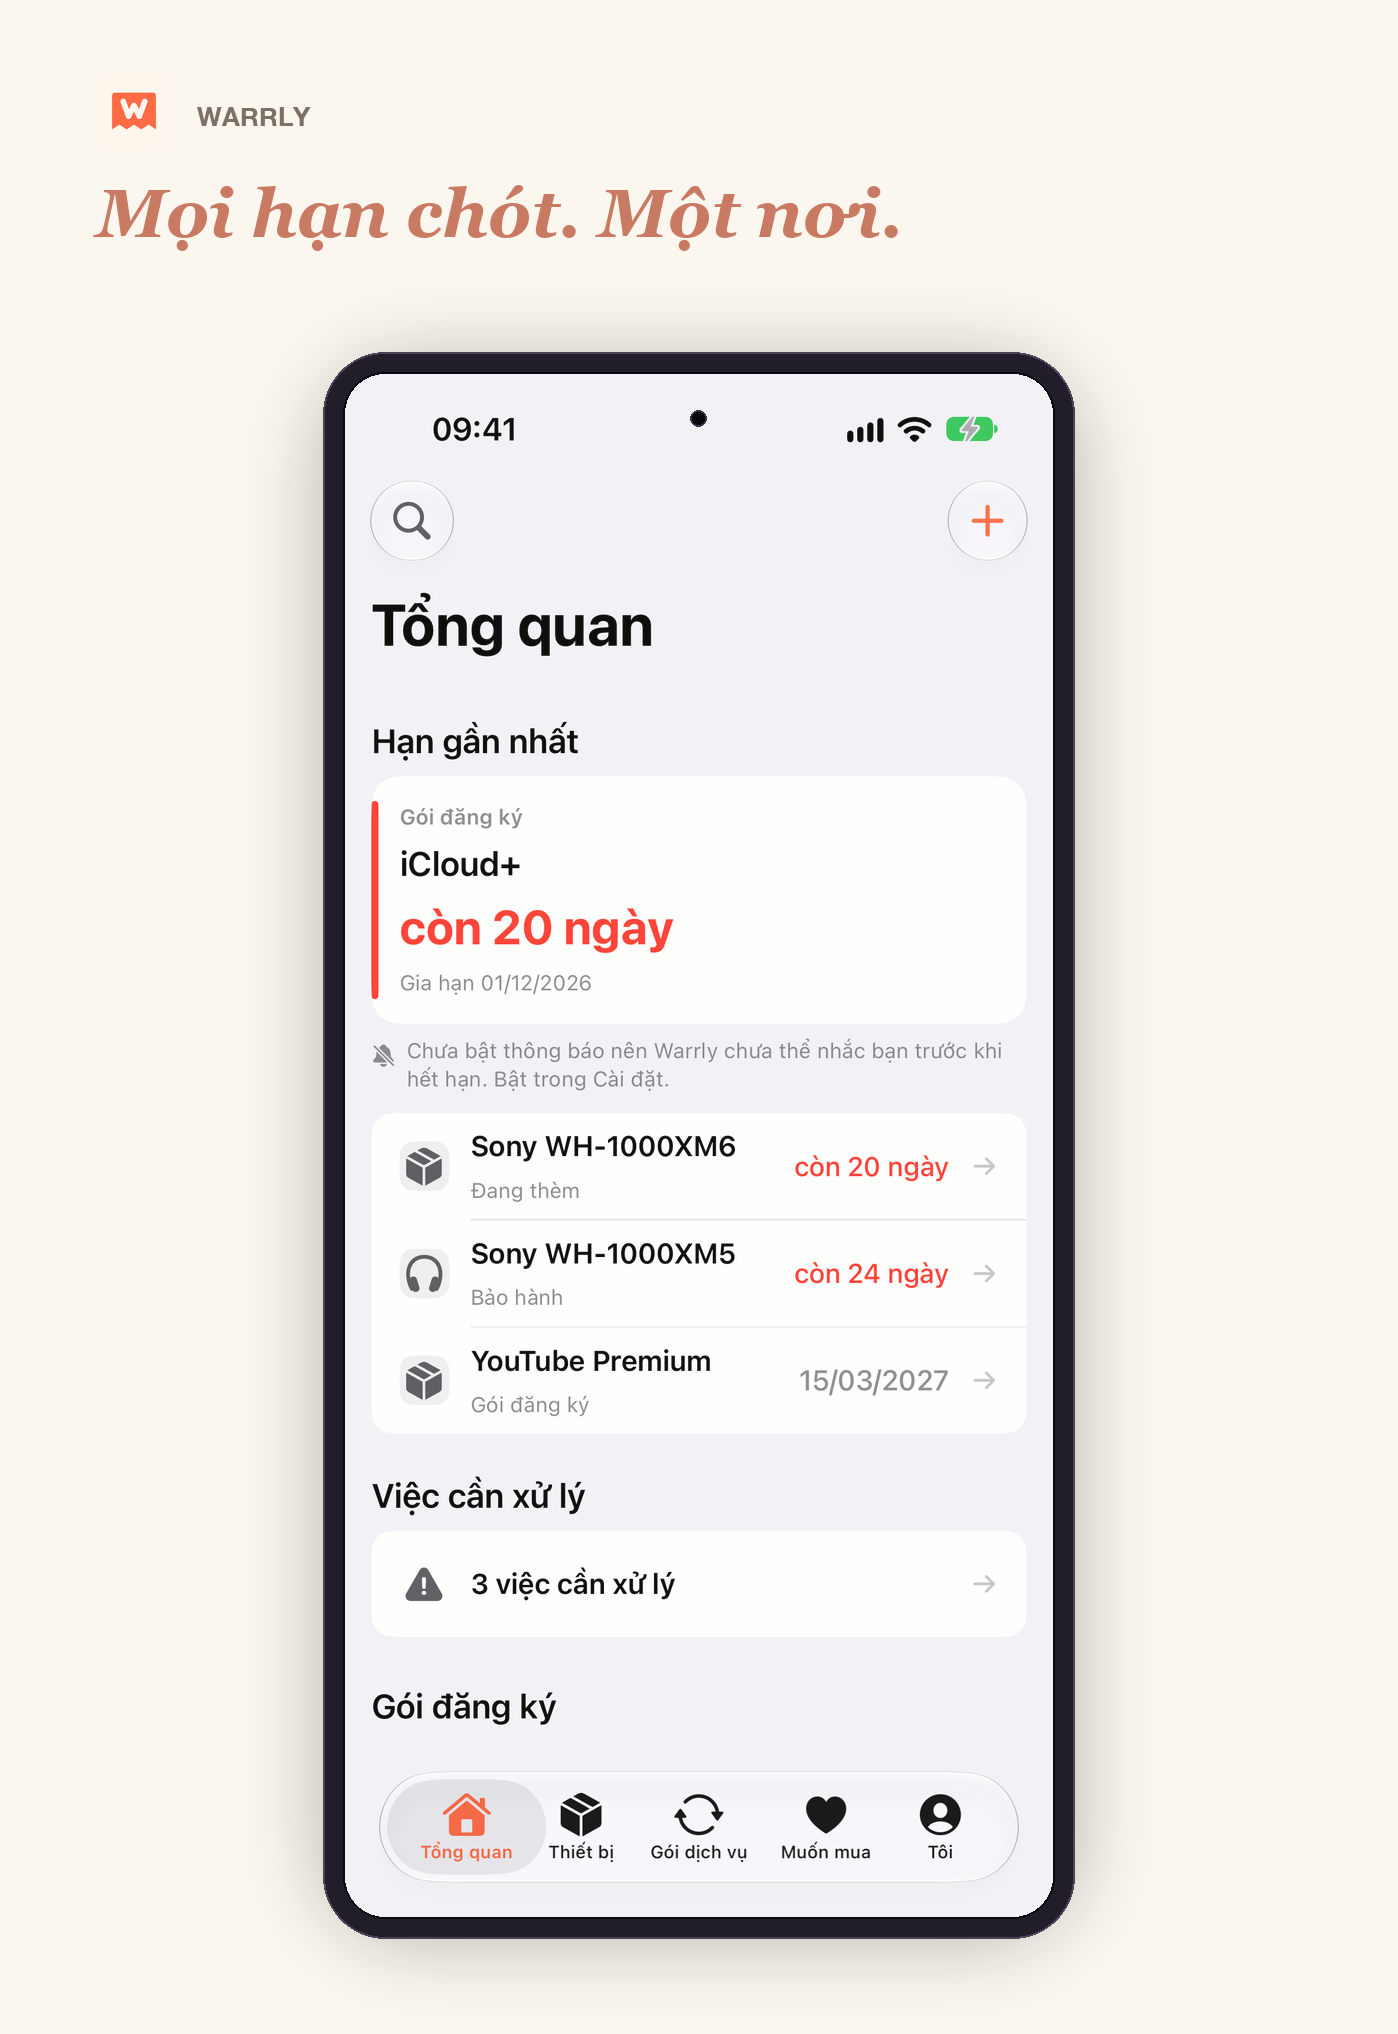 W
WARRLY
Mọi hạn chót. Một nơi.
09:41
Tổng quan
Hạn gần nhất
Gói đăng ký
iCloud+
còn 20 ngày
Gia hạn 01/12/2026
Chưa bật thông báo nên Warrly chưa thể nhắc bạn trước khi
hết hạn. Bật trong Cài đặt.
Sony WH-1000XM6
còn 20 ngày
Đang thèm
Sony WH-1000XM5
còn 24 ngày
Bảo hành
YouTube Premium
15/03/2027
Gói đăng ký
Việc cần xử lý
3 việc cần xử lý
Gói đăng ký
Tổng quan
Thiết bị
Gói dịch vụ
Muốn mua
Tôi